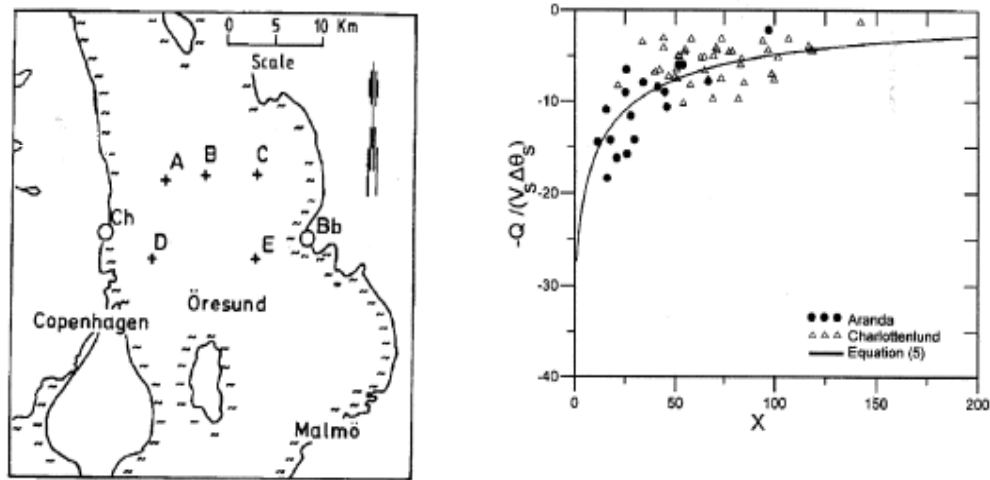 0 10 Km
Scale
A B C
Ch
Bb
D E
Öresund
Copenhagen
Malmö
-0
-10
-20
-30
-40
-Q /(V_s Δθ_s)
● ● ● Aranda
△ △ △ Charlottenlund
Equation (5)
0 50 100 150 200
X